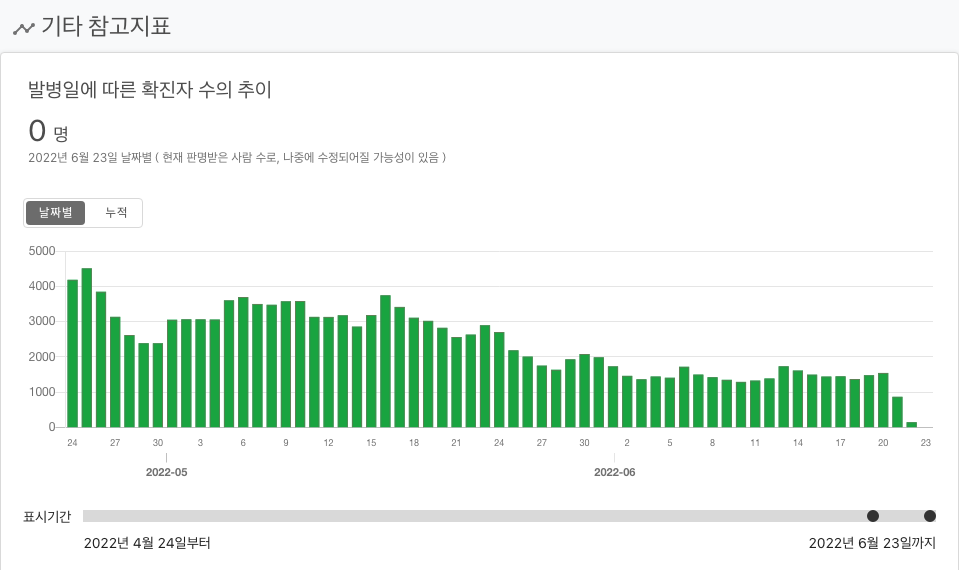 기타 참고지표
발병일에 따른 확진자 수의 추이
0 명
2022년 6월 23일 날짜별 ( 현재 판명받은 사람 수로, 나중에 수정되어질 가능성이 있음 )
날짜별 누적
5000
4000
3000
2000
1000
0
24 27 30 3 6 9 12 15 18 21 24 27 30 2 5 8 11 14 17 20 23
2022-05 2022-06
표시기간
2022년 4월 24일부터 2022년 6월 23일까지